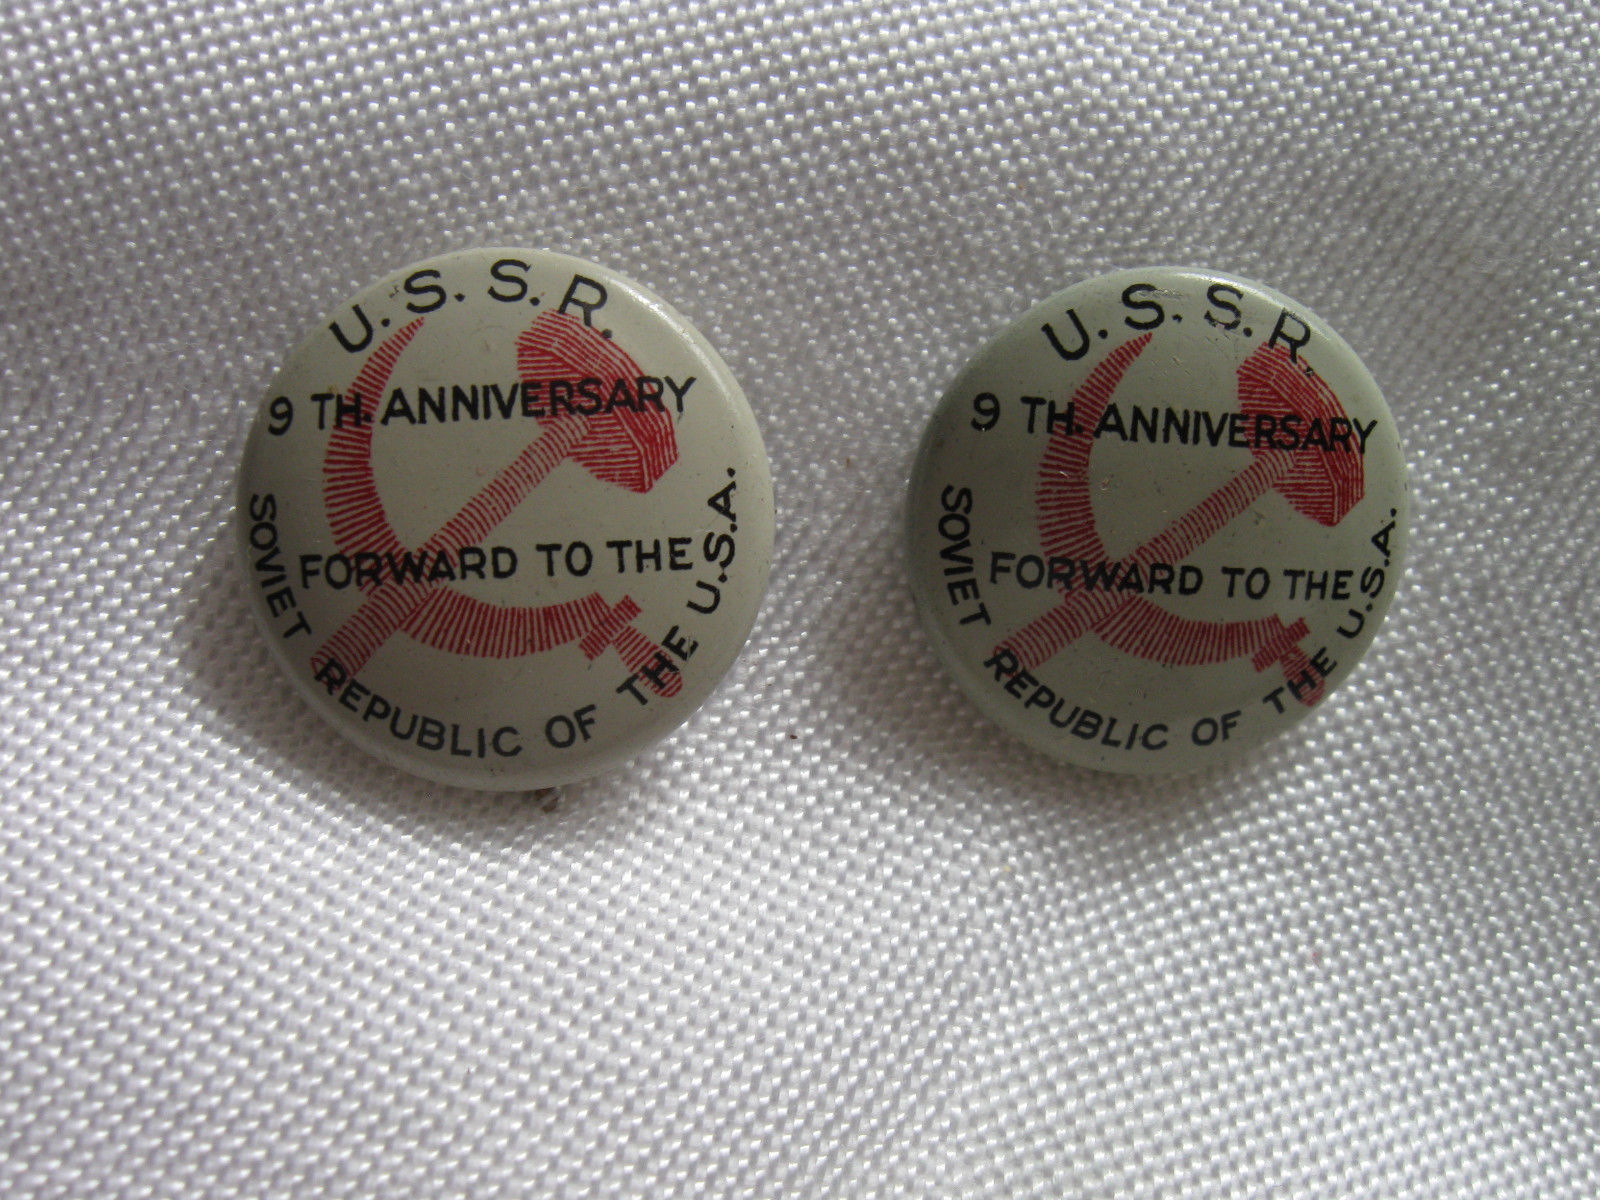 U.S.S.R.
9 TH. ANNIVERSARY
FORWARD TO THE
SOVIET REPUBLIC OF THE U.S.A.
U.S.S.R.
9 TH. ANNIVERSARY
FORWARD TO THE
SOVIET REPUBLIC OF THE U.S.A.